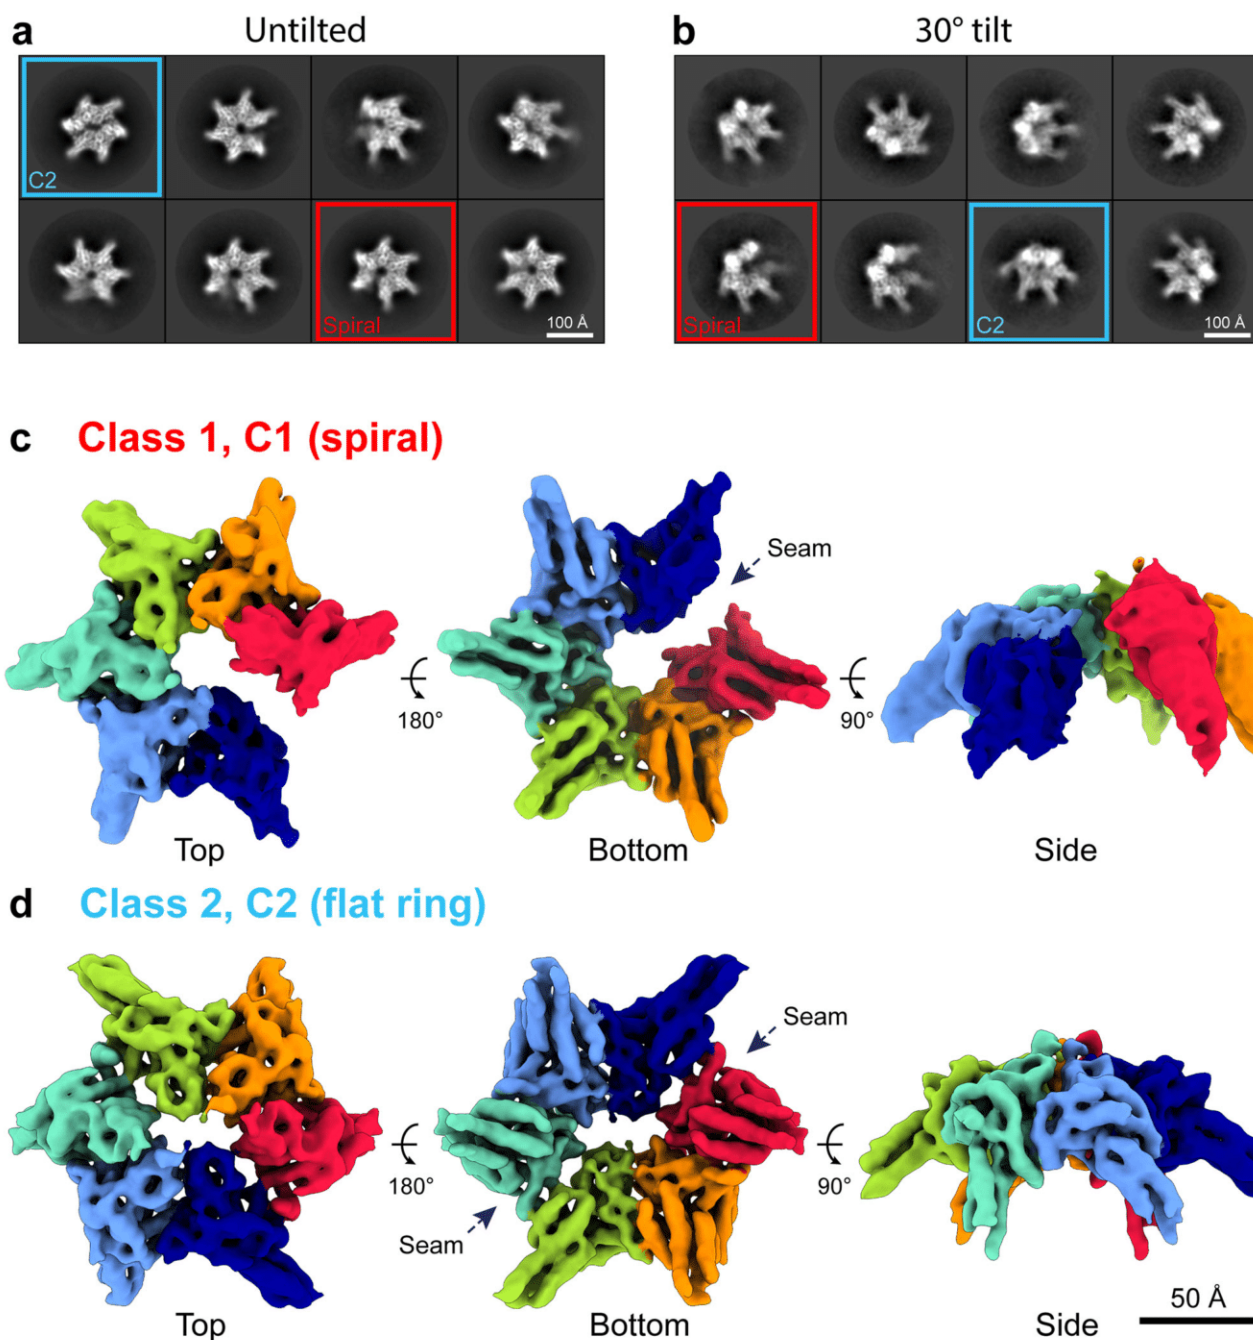 a Untilted
C2
Spiral
100 Å
b 30° tilt
Spiral
C2
100 Å
c Class 1, C1 (spiral)
Seam
180°
90°
Top
Bottom
Side
d Class 2, C2 (flat ring)
Seam
180°
90°
Seam
50 Å
Top
Bottom
Side